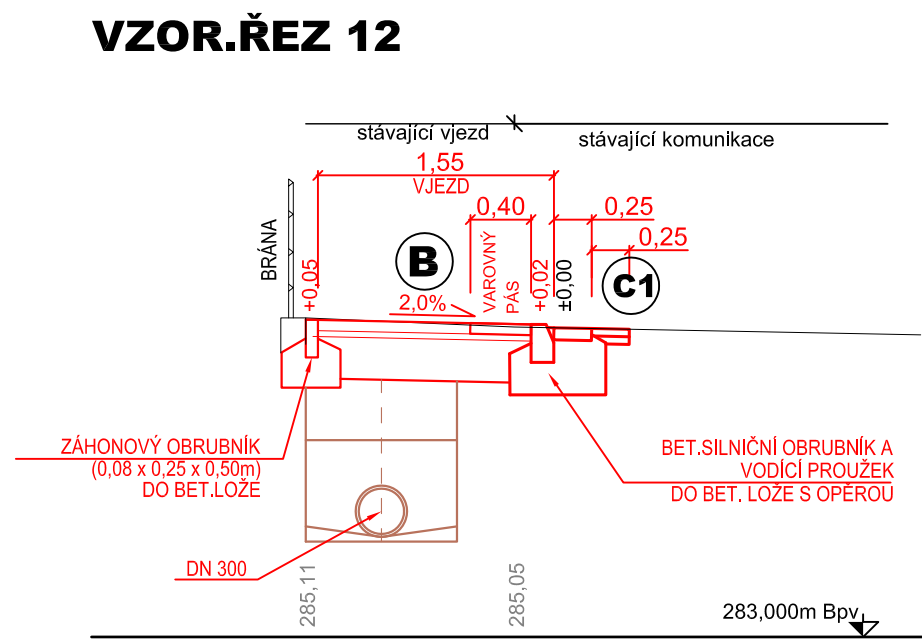 VZOR.ŘEZ 12
stávající vjezd
stávající komunikace
1,55
VJEZD
0,40
0,25
0,25
BRÁNA
+0,05
B
2,0%
VAROVNÝ
PÁS
+0,02
±0,00
C1
ZÁHONOVÝ OBRUBNÍK
(0,08 x 0,25 x 0,50m)
DO BET.LOŽE
BET.SILNIČNÍ OBRUBNÍK A
VODÍCÍ PROUŽEK
DO BET. LOŽE S OPĚROU
DN 300
285,11
285,05
283,000m Bpv